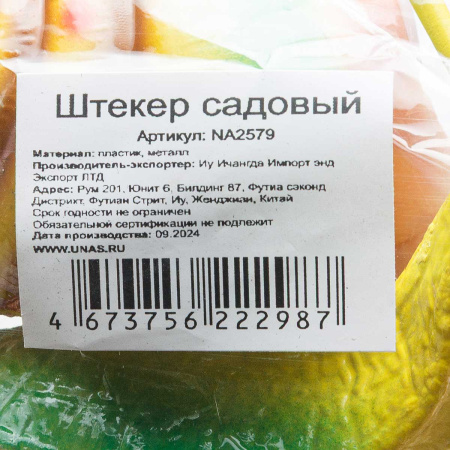 Штекер садовый
Артикул: NA2579
Материал: пластик, металл
Производитель-экспортер: Иу Ичангда Импорт энд
Экспорт ЛТД
Адрес: Рум 201, Юнит 6, Билдинг 87, Футиа сэконд
Дистрикт, Футиан Стрит, Иу, Женджиан, Китай
Срок годности не ограничен
Обязательной сертификации не подлежит
Дата производства: 09.2024
WWW.UNAS.RU
4 673756 222987